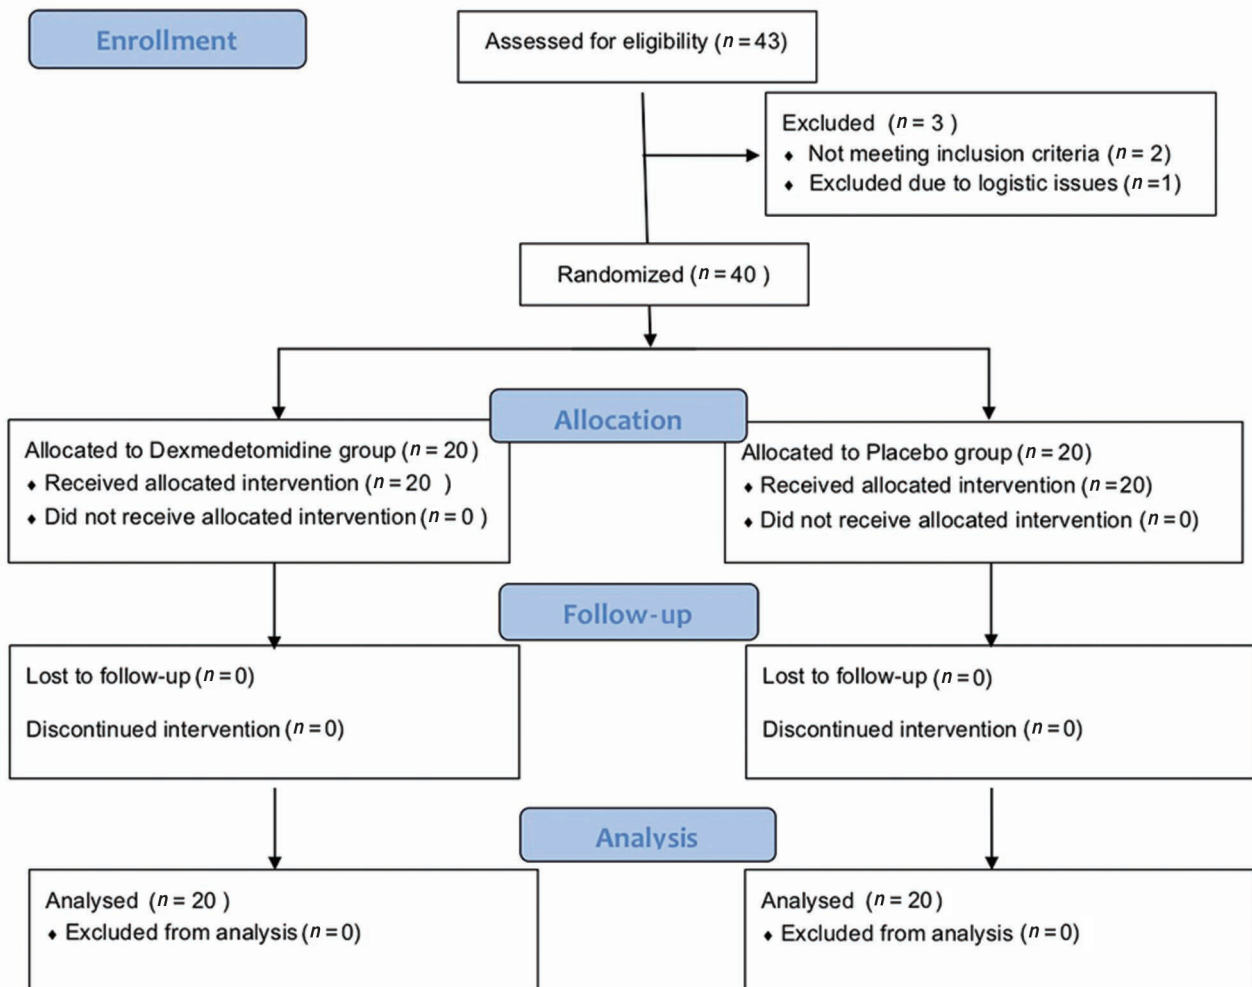 Enrollment
Assessed for eligibility (n = 43)
Excluded (n = 3 )
♦ Not meeting inclusion criteria (n = 2)
♦ Excluded due to logistic issues (n =1)
Randomized (n = 40 )
Allocation
Allocated to Dexmedetomidine group (n = 20)
♦ Received allocated intervention (n = 20 )
♦ Did not receive allocated intervention (n = 0 )
Allocated to Placebo group (n = 20)
♦ Received allocated intervention (n = 20)
♦ Did not receive allocated intervention (n = 0)
Follow-up
Lost to follow-up (n = 0)
Discontinued intervention (n = 0)
Lost to follow-up (n = 0)
Discontinued intervention (n = 0)
Analysis
Analysed (n = 20 )
♦ Excluded from analysis (n = 0)
Analysed (n = 20)
♦ Excluded from analysis (n = 0)